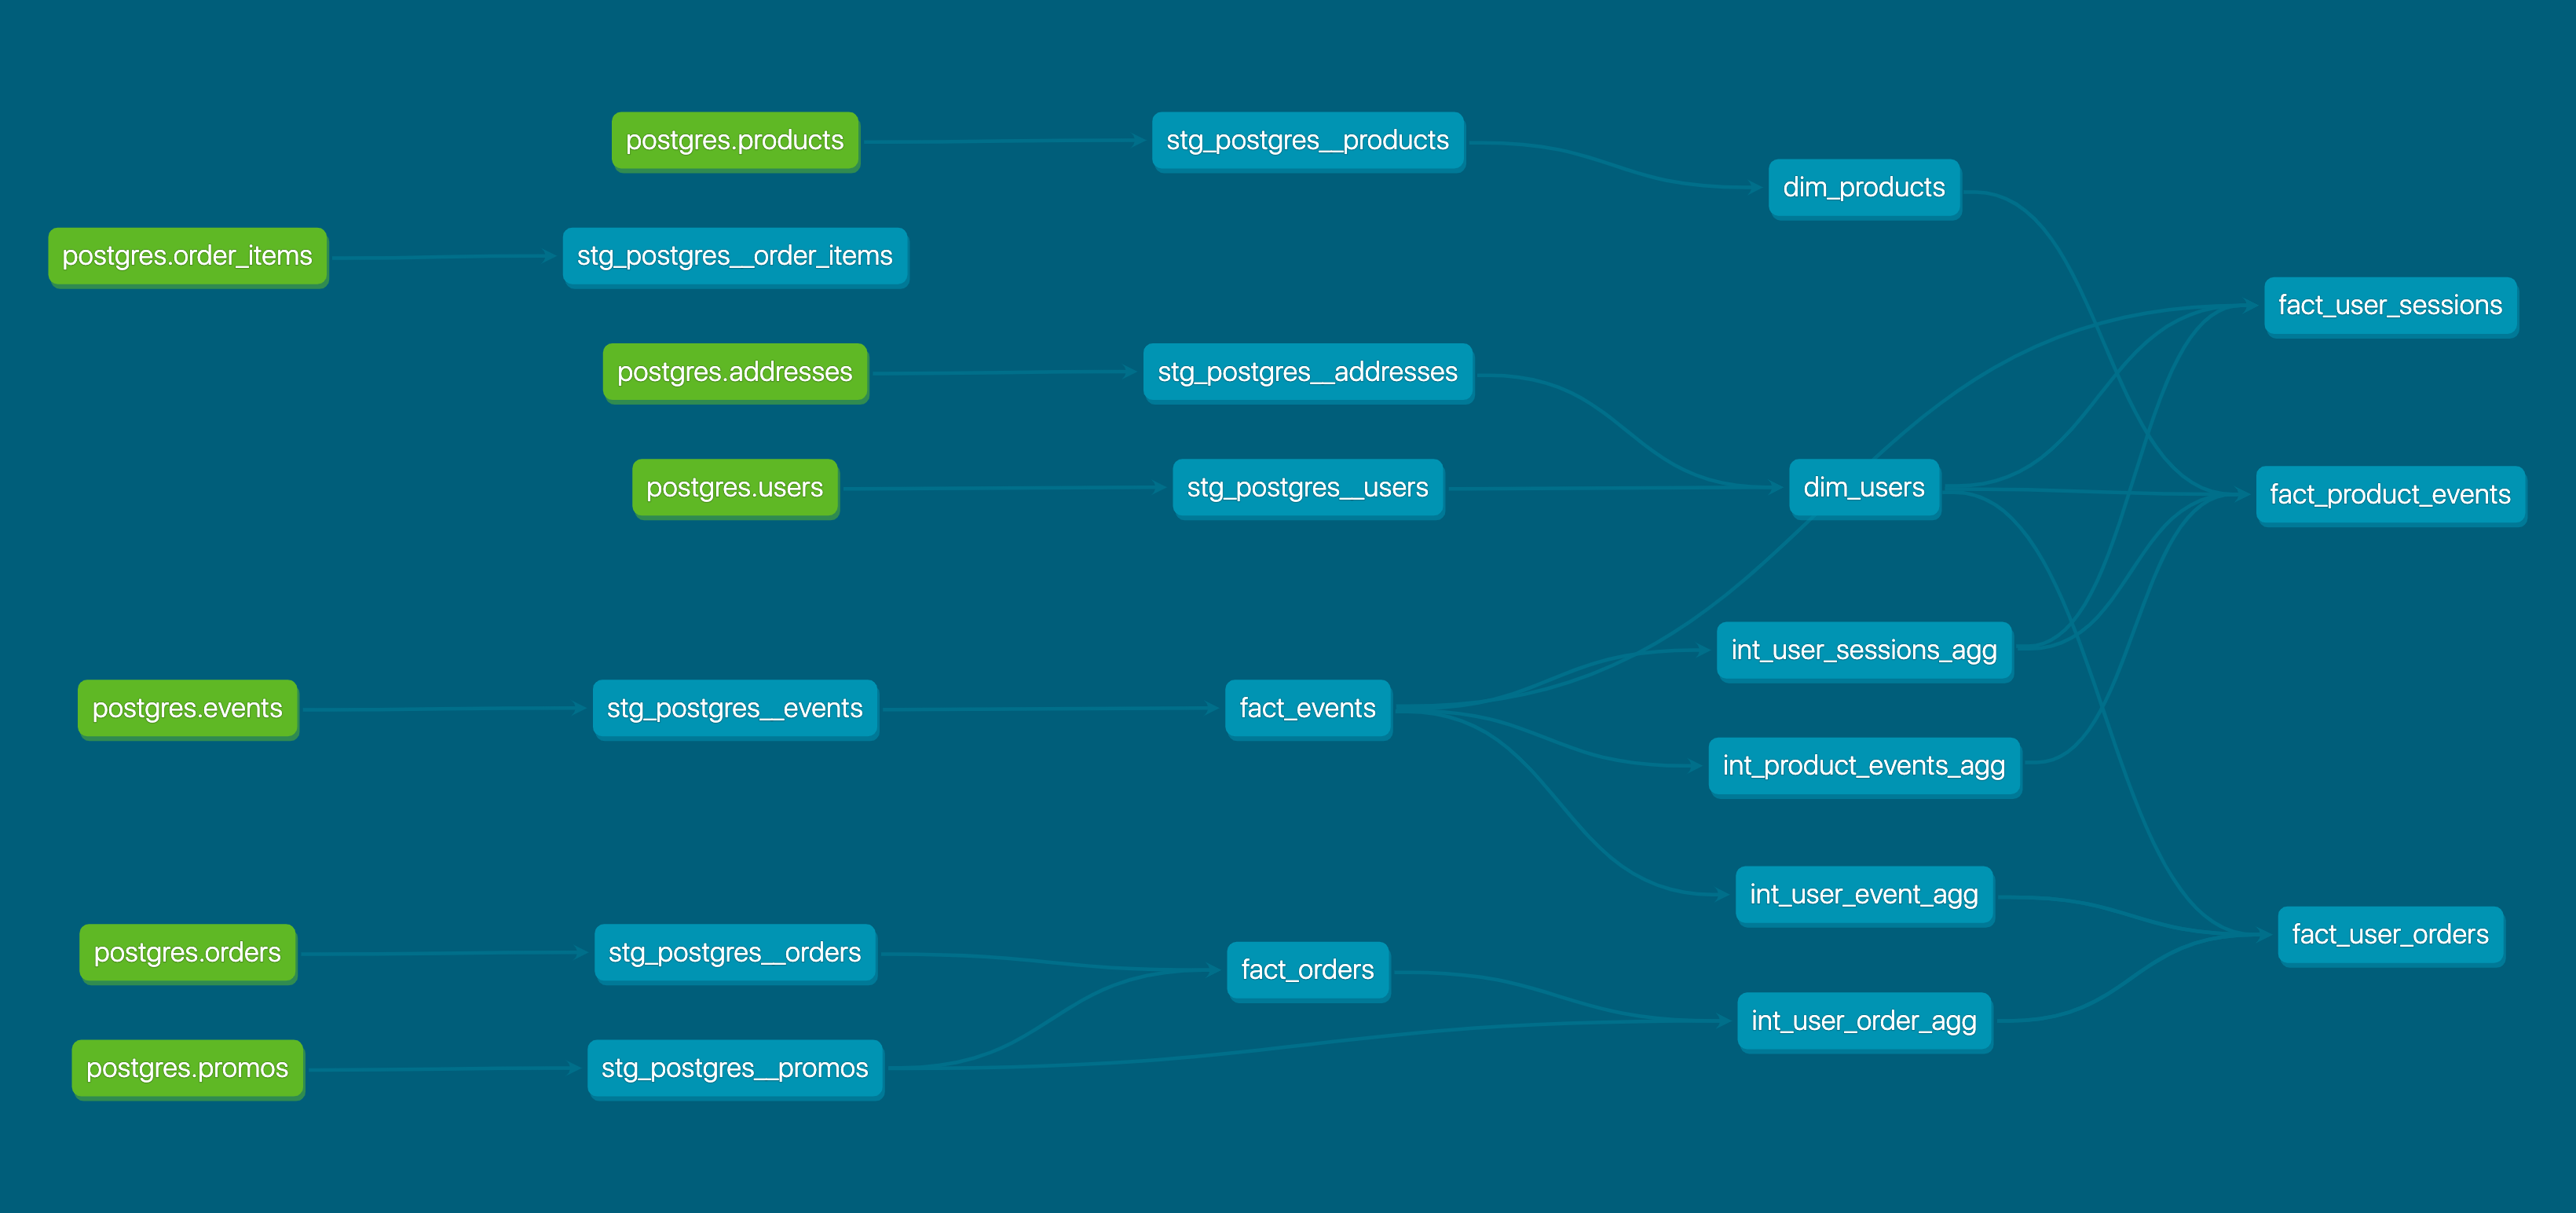 postgres.products
stg_postgres__products
dim_products
postgres.order_items
stg_postgres__order_items
fact_user_sessions
postgres.addresses
stg_postgres__addresses
postgres.users
stg_postgres__users
dim_users
fact_product_events
int_user_sessions_agg
postgres.events
stg_postgres__events
fact_events
int_product_events_agg
int_user_event_agg
fact_user_orders
postgres.orders
stg_postgres__orders
fact_orders
int_user_order_agg
postgres.promos
stg_postgres__promos